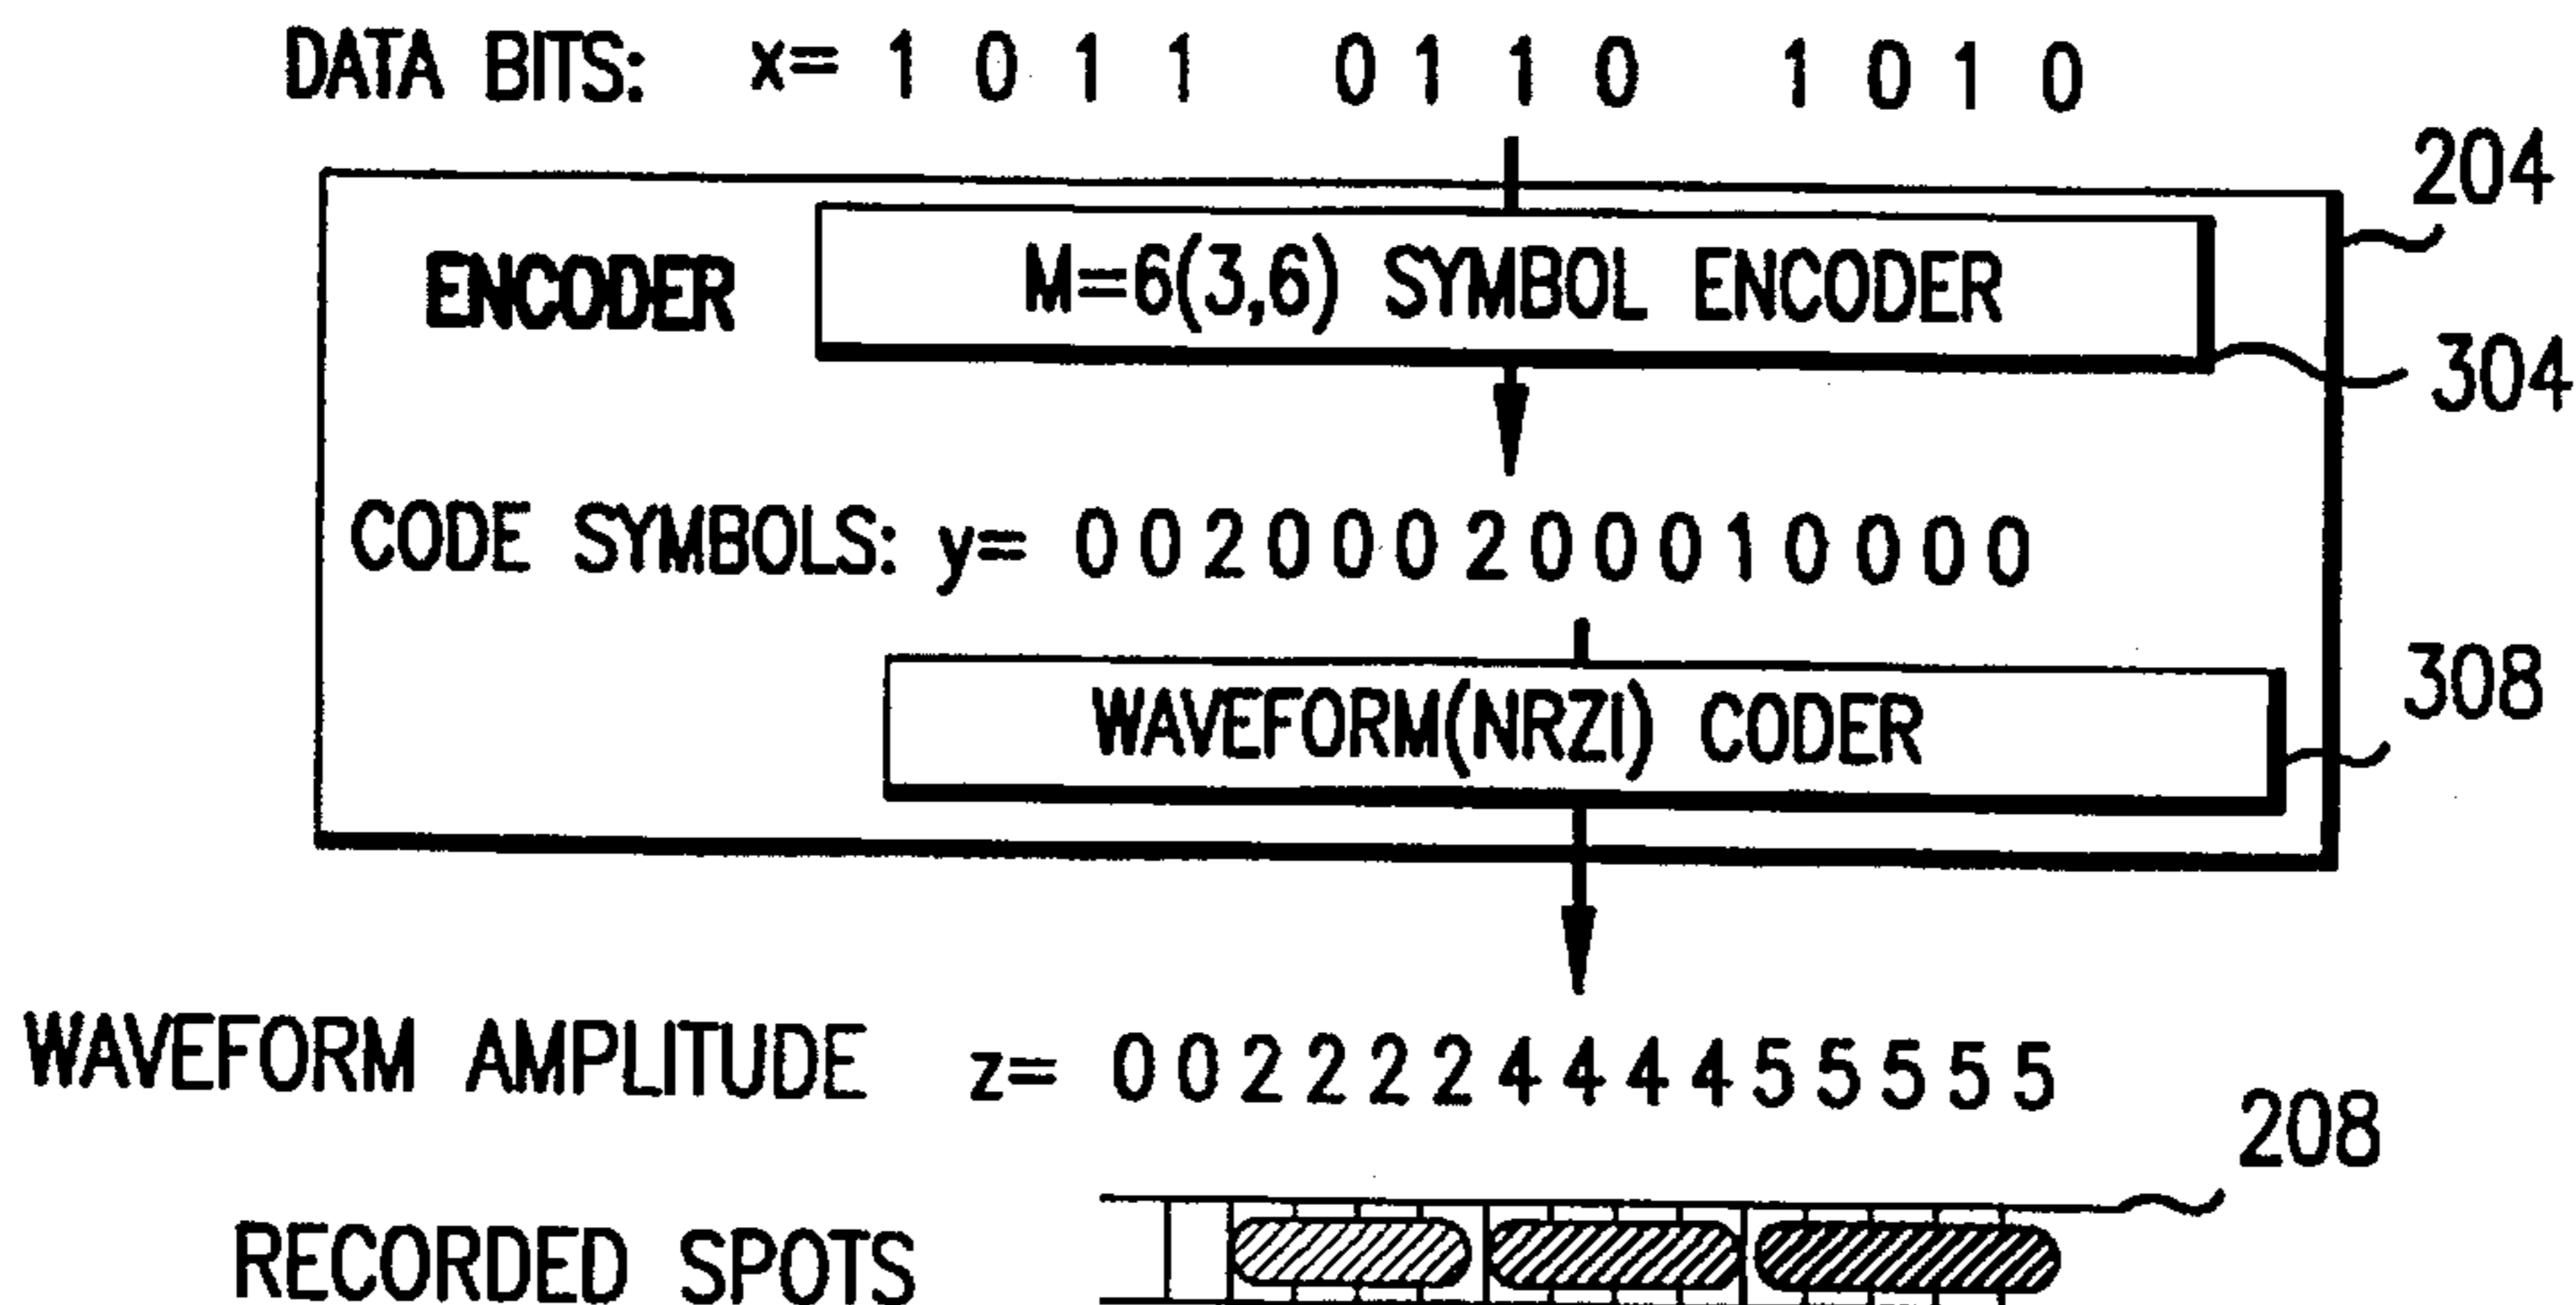 DATA BITS: x= 1 0 1 1 0 1 1 0 1 0 1 0
204
ENCODER M=6(3,6) SYMBOL ENCODER
304
CODE SYMBOLS: y= 0 0 2 0 0 0 2 0 0 0 1 0 0 0 0
308
WAVEFORM(NRZI) CODER
WAVEFORM AMPLITUDE z= 0 0 2 2 2 2 4 4 4 4 5 5 5 5 5
208
RECORDED SPOTS